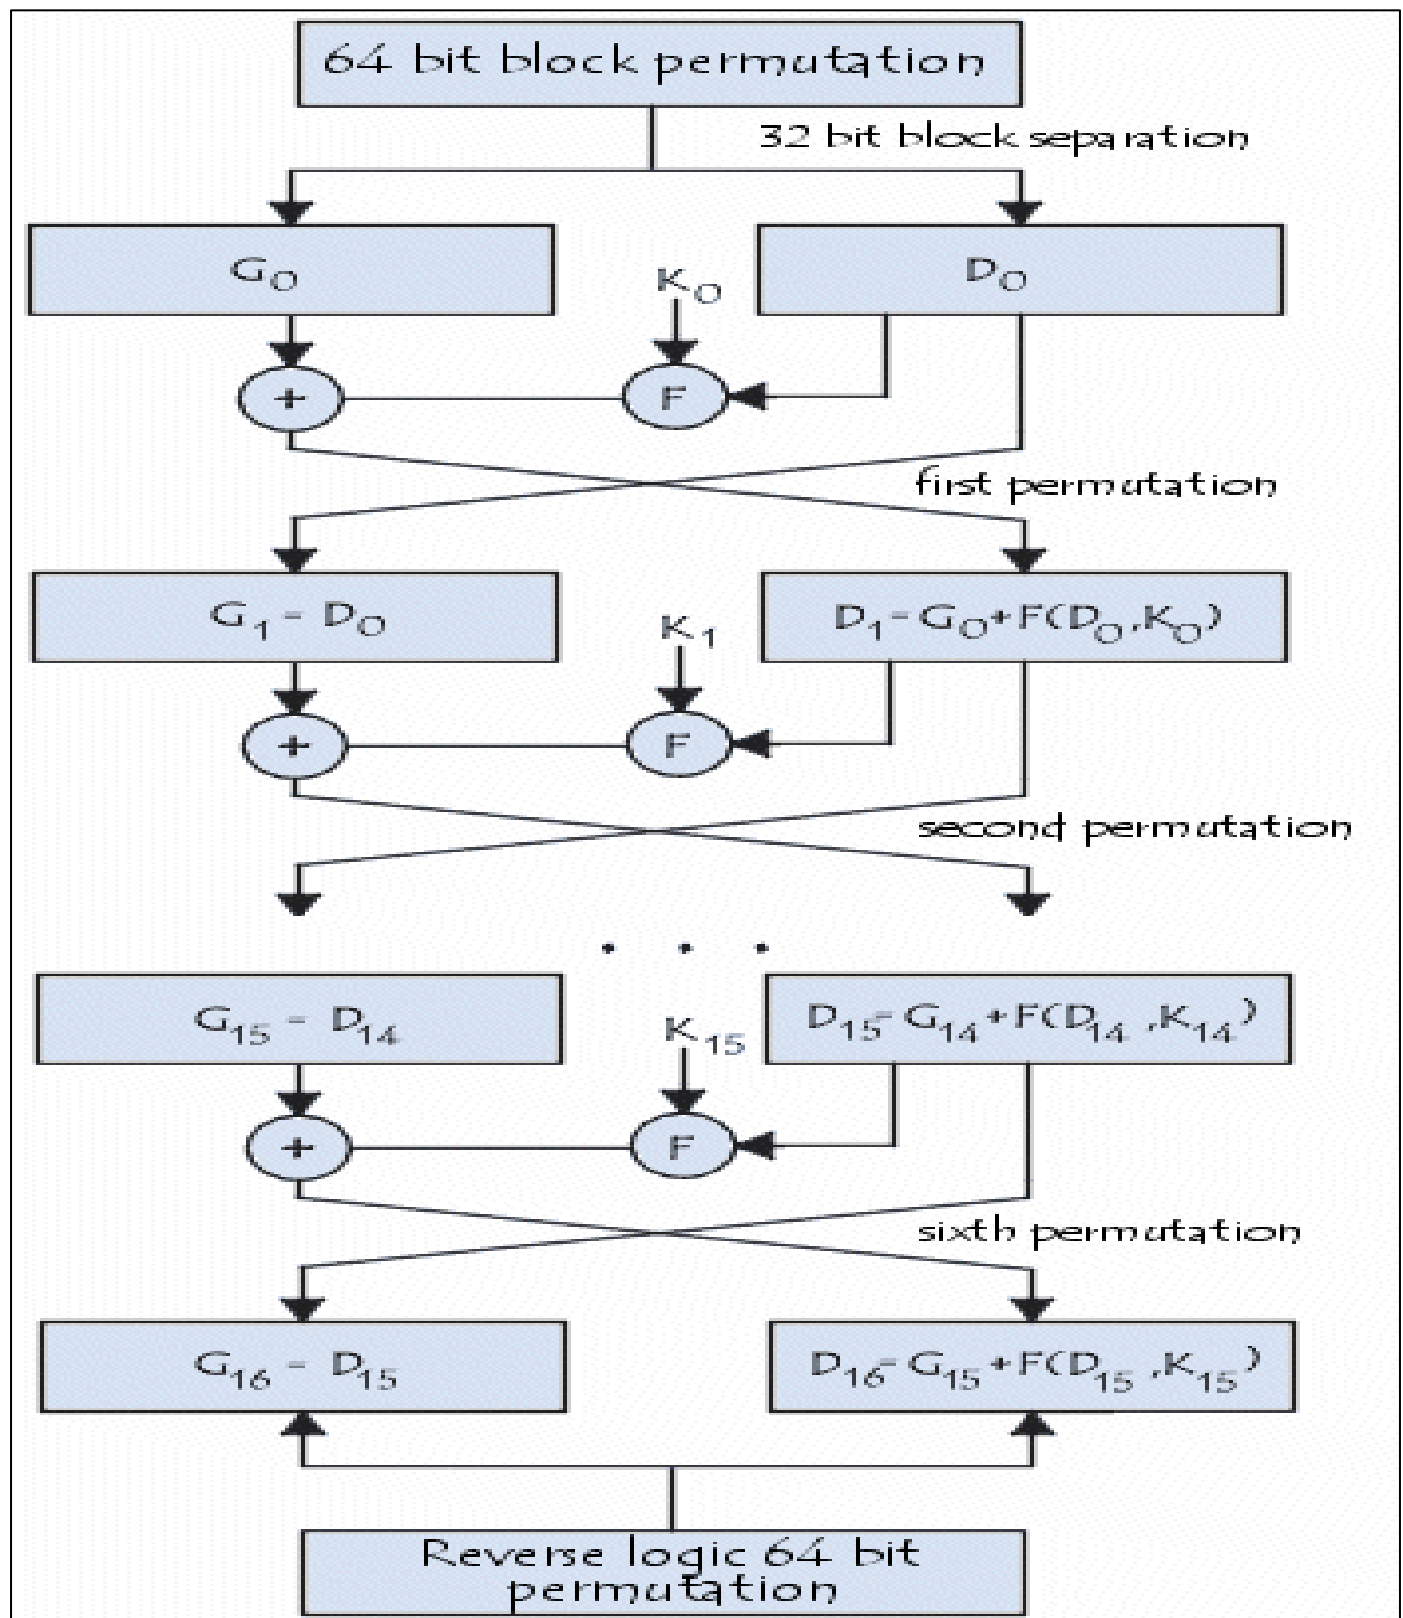 64 bit block permutation
32 bit block separation
G0
K0
D0
+
F
first permutation
G1 - D0
K1
D1-G0+F(D0,K0)
+
F
second permutation
. . .
G15 - D14
K15
D15-G14+F(D14 ,K14)
+
F
sixth permutation
G16 - D15
D16-G15+F(D15 ,K15)
Reverse logic 64 bit
permutation